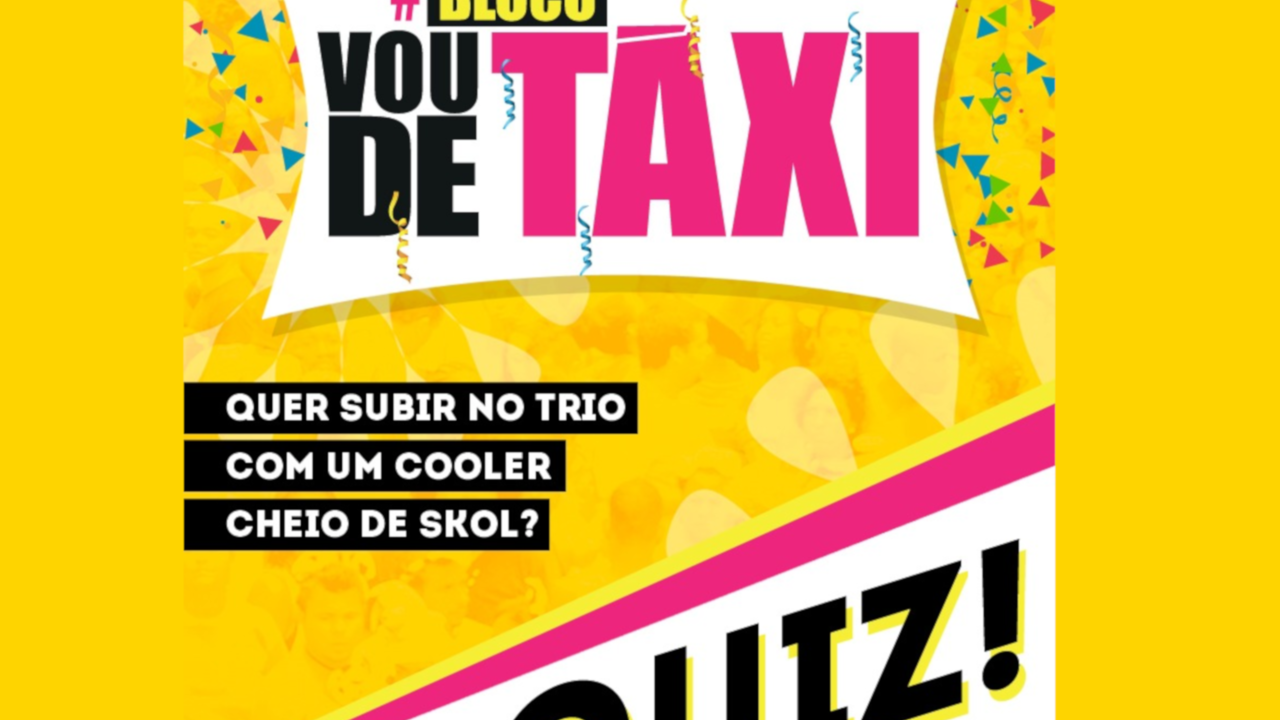 # BLOCO
VOU
DE TÁXI
QUER SUBIR NO TRIO
COM UM COOLER
CHEIO DE SKOL?
QUIZ!